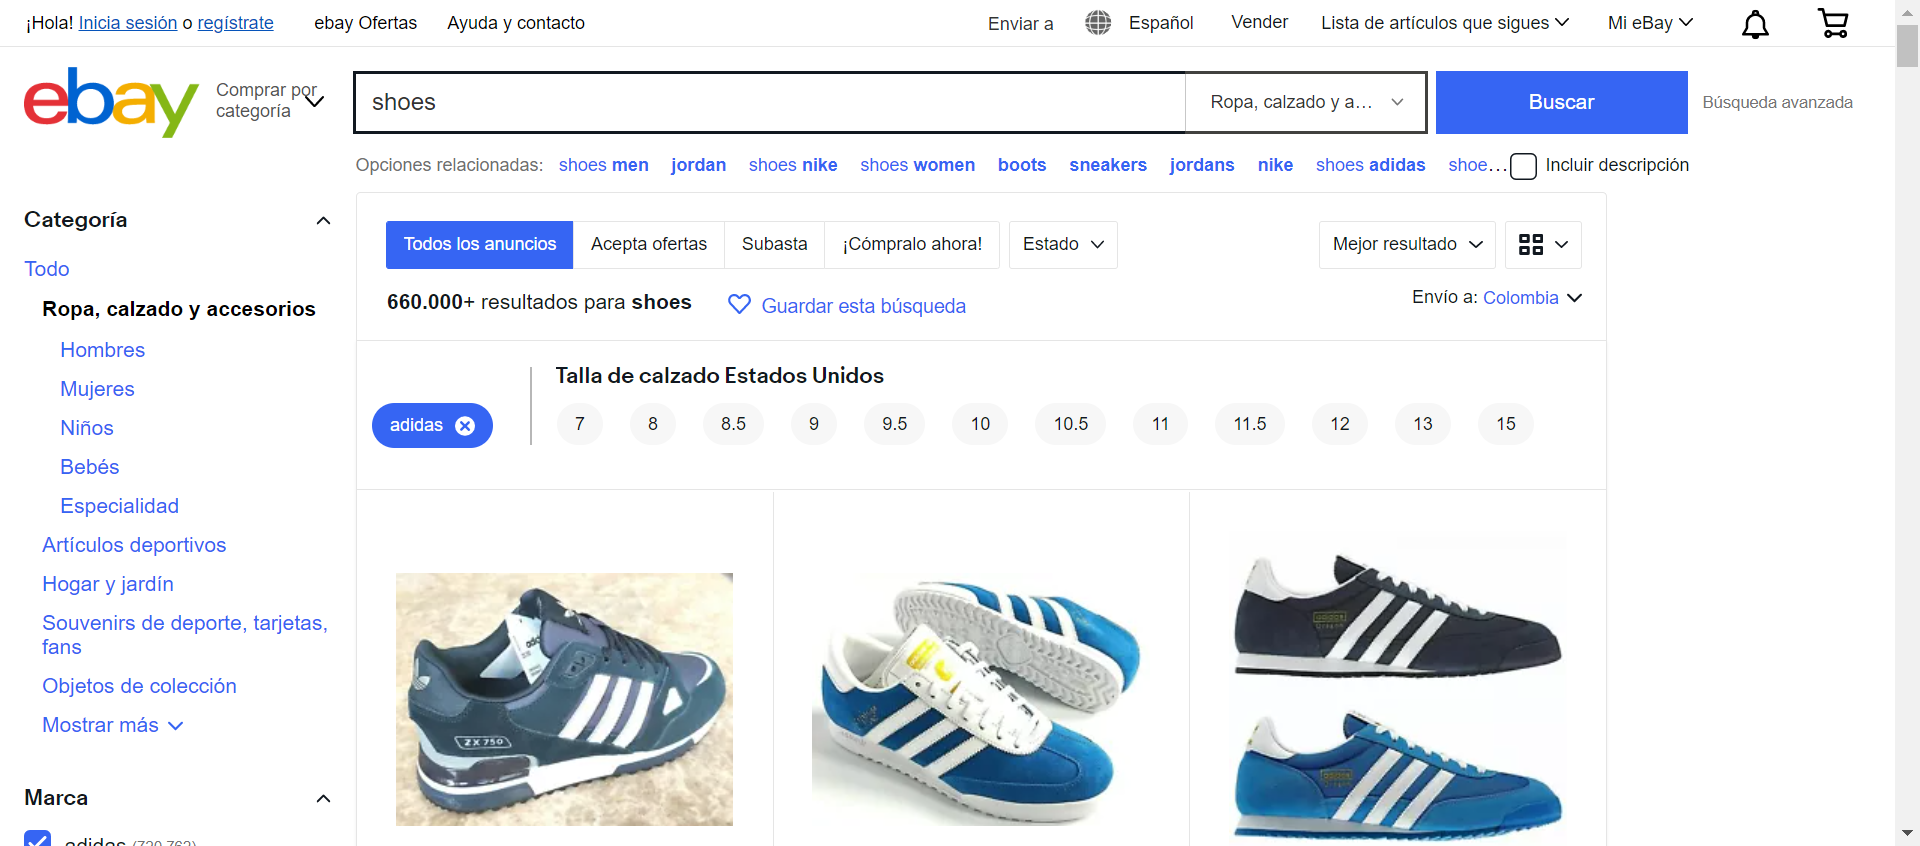 ¡Hola! Inicia sesión o regístrate ebay Ofertas Ayuda y contacto Enviar a Español Vender Lista de artículos que sigues Mi eBay
ebay Comprar por categoría shoes Ropa, calzado y a... Buscar Búsqueda avanzada
Opciones relacionadas: shoes men jordan shoes nike shoes women boots sneakers jordans nike shoes adidas shoe... Incluir descripción
Categoría
Todo
Ropa, calzado y accesorios
Hombres
Mujeres
Niños
Bebés
Especialidad
Artículos deportivos
Hogar y jardín
Souvenirs de deporte, tarjetas,
fans
Objetos de colección
Mostrar más
Marca
adidas (720.762)
Todos los anuncios Acepta ofertas Subasta ¡Cómpralo ahora! Estado Mejor resultado
660.000+ resultados para shoes Guardar esta búsqueda Envío a: Colombia
Talla de calzado Estados Unidos
adidas 7 8 8.5 9 9.5 10 10.5 11 11.5 12 13 15
ZX 750